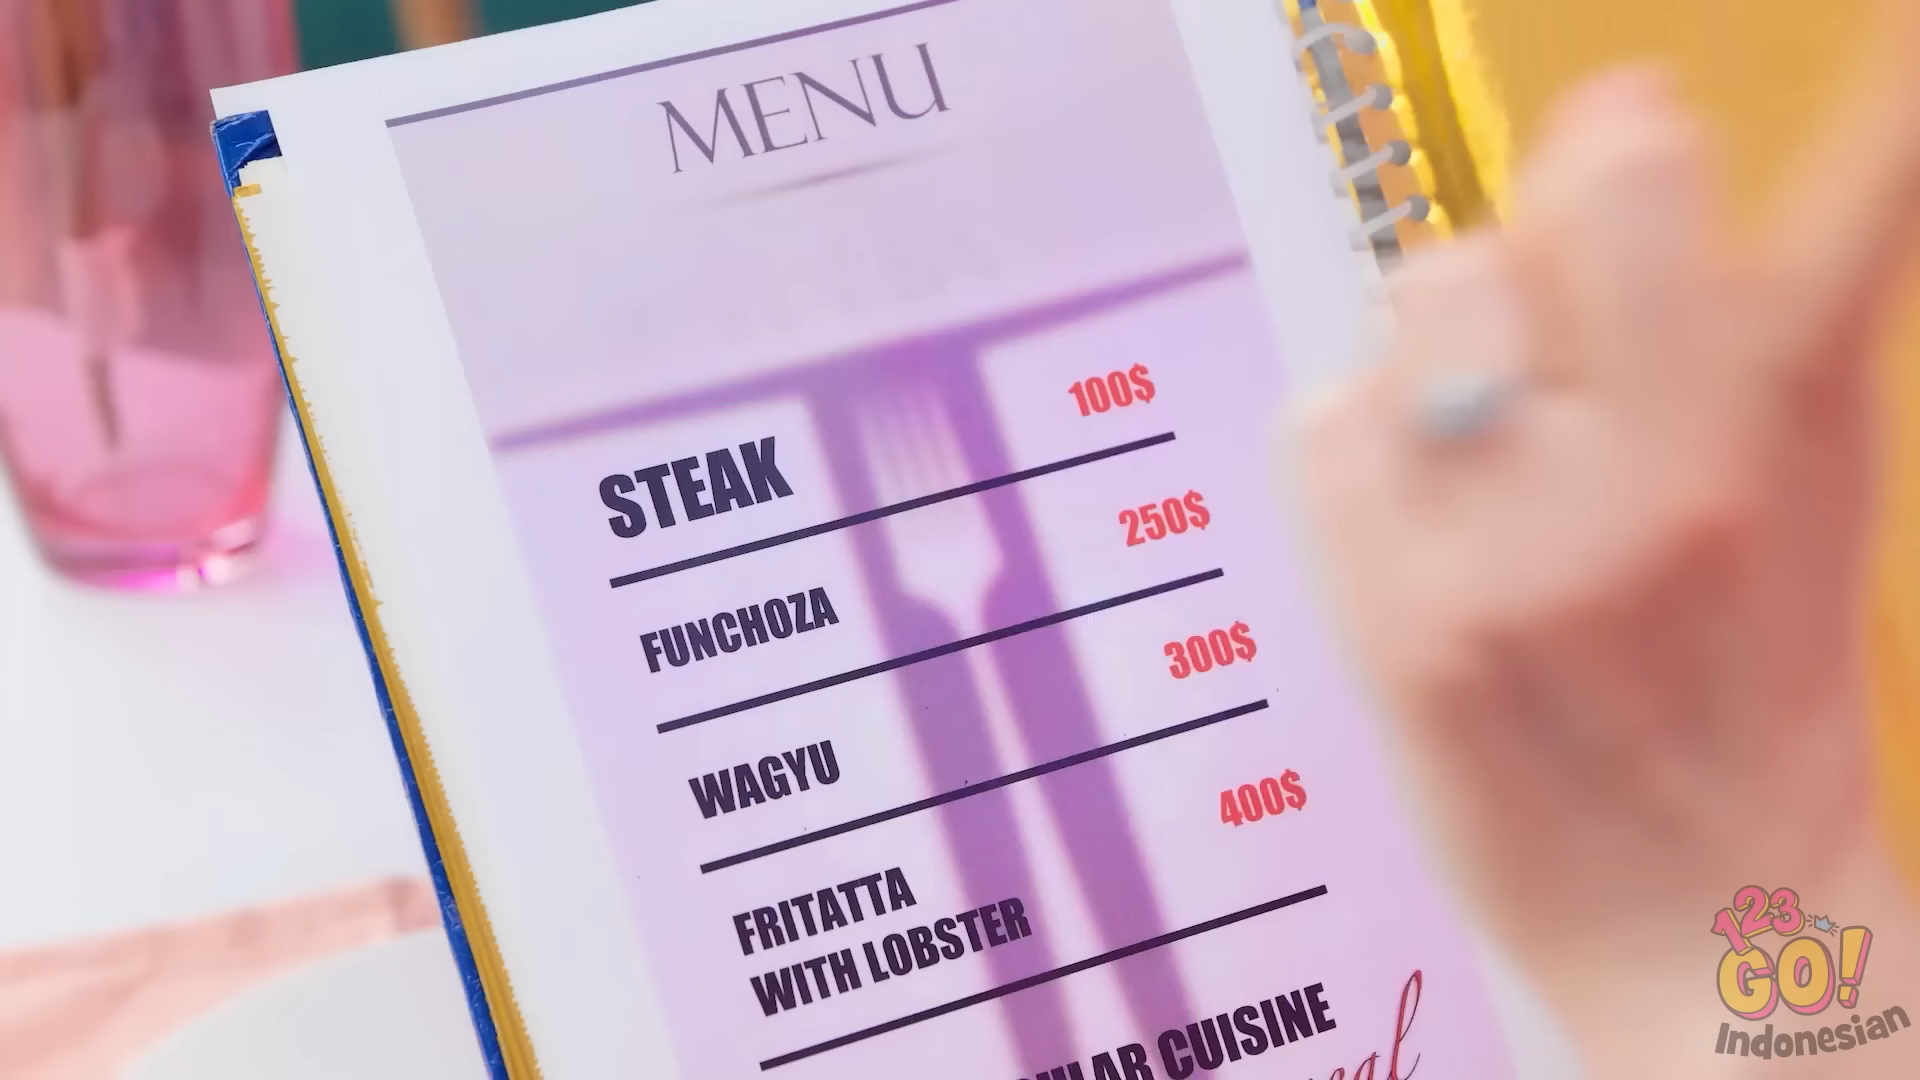 MENU
STEAK 100$
FUNCHOZA 250$
WAGYU 300$
FRITATTA 400$
WITH LOBSTER
CUISINE
123
GO!
Indonesian